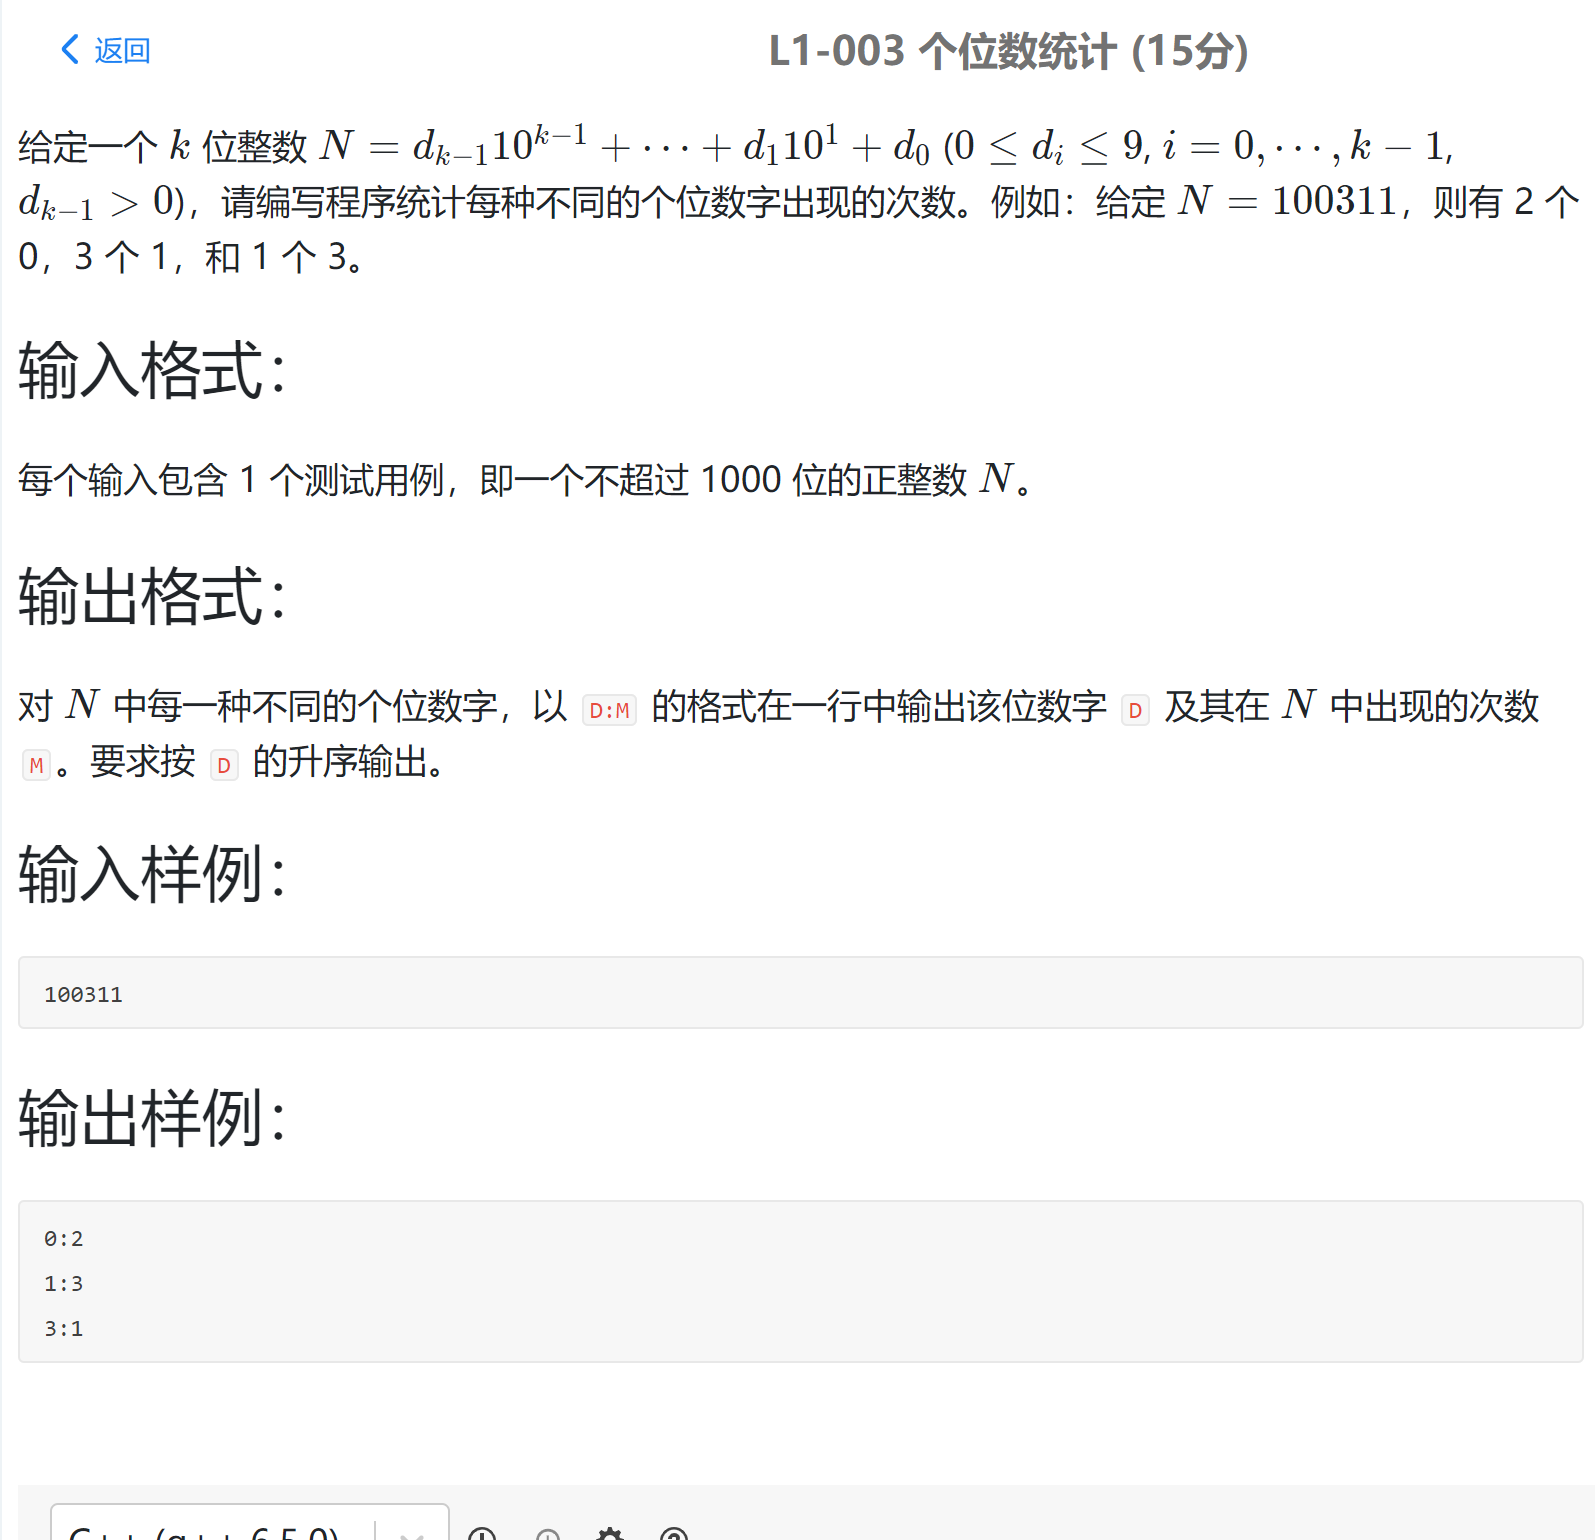 返回
L1-003 个位数统计 (15分)
给定一个 k 位整数 N = d_{k-1}10^{k-1} + ⋯ + d_1 10^1 + d_0 (0 ≤ d_i ≤ 9, i = 0, ⋯ , k − 1,
d_{k-1} > 0)，请编写程序统计每种不同的个位数字出现的次数。例如：给定 N = 100311，则有 2 个
0，3 个 1，和 1 个 3。
输入格式：
每个输入包含 1 个测试用例，即一个不超过 1000 位的正整数 N。
输出格式：
对 N 中每一种不同的个位数字，以 D:M 的格式在一行中输出该位数字 D 及其在 N 中出现的次数
M。要求按 D 的升序输出。
输入样例：
100311
输出样例：
0:2
1:3
3:1
C++ (g++ 6.5.0)